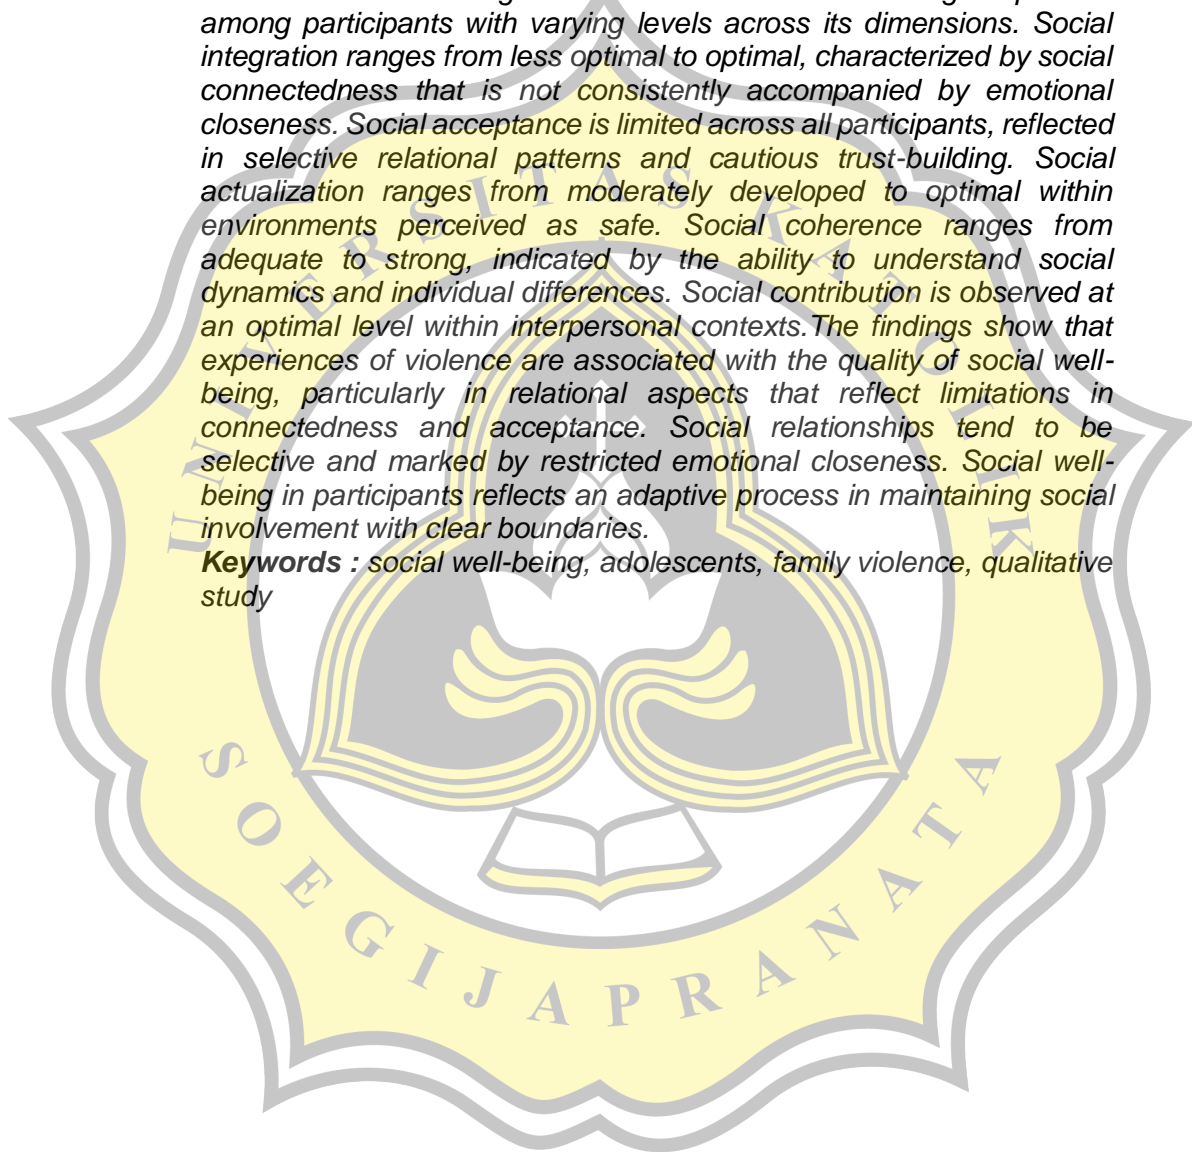 among participants with varying levels across its dimensions. Social
integration ranges from less optimal to optimal, characterized by social
connectedness that is not consistently accompanied by emotional
closeness. Social acceptance is limited across all participants, reflected
in selective relational patterns and cautious trust-building. Social
actualization ranges from moderately developed to optimal within
environments perceived as safe. Social coherence ranges from
adequate to strong, indicated by the ability to understand social
dynamics and individual differences. Social contribution is observed at
an optimal level within interpersonal contexts.The findings show that
experiences of violence are associated with the quality of social well-
being, particularly in relational aspects that reflect limitations in
connectedness and acceptance. Social relationships tend to be
selective and marked by restricted emotional closeness. Social well-
being in participants reflects an adaptive process in maintaining social
involvement with clear boundaries.
Keywords : social well-being, adolescents, family violence, qualitative
study
UNIVERSITAS KATOLIK
SOEGIJAPRANATA